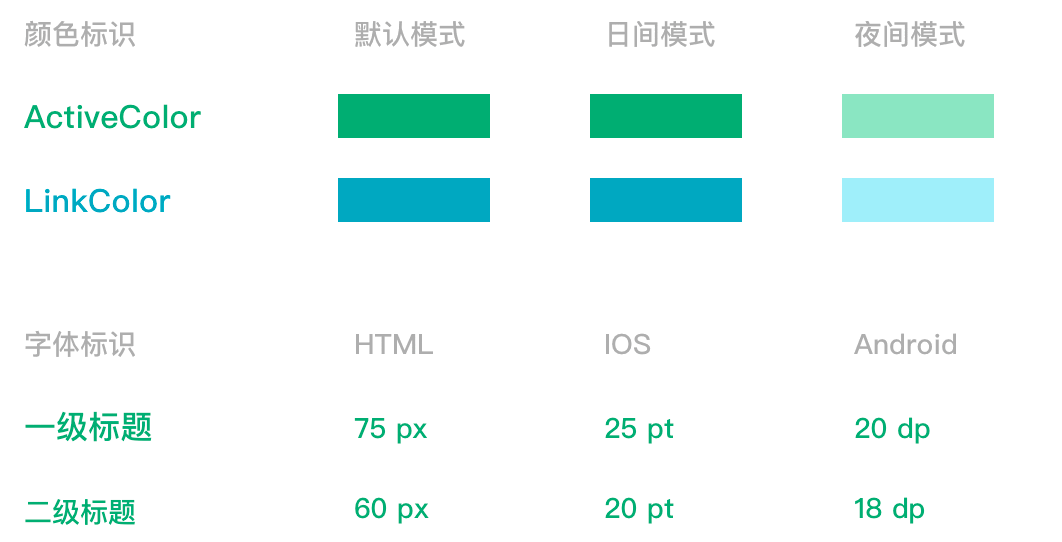 颜色标识 默认模式 日间模式 夜间模式
ActiveColor
LinkColor
字体标识 HTML IOS Android
一级标题 75 px 25 pt 20 dp
二级标题 60 px 20 pt 18 dp